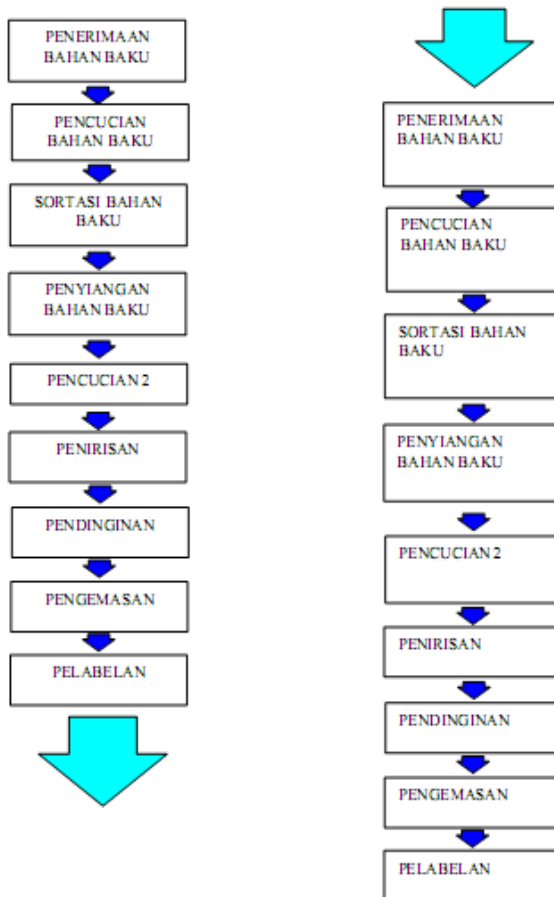 PENERIMAAN
BAHAN BAKU
PENCUCIAN
BAHAN BAKU
SORTASI BAHAN
BAKU
PENYIANGAN
BAHAN BAKU
PENCUCIAN 2
PENIRISAN
PENDINGINAN
PENGEMASAN
PELABELAN
PENERIMAAN
BAHAN BAKU
PENCUCIAN
BAHAN BAKU
SORTASI BAHAN
BAKU
PENYIANGAN
BAHAN BAKU
PENCUCIAN 2
PENIRISAN
PENDINGINAN
PENGEMASAN
PELABELAN